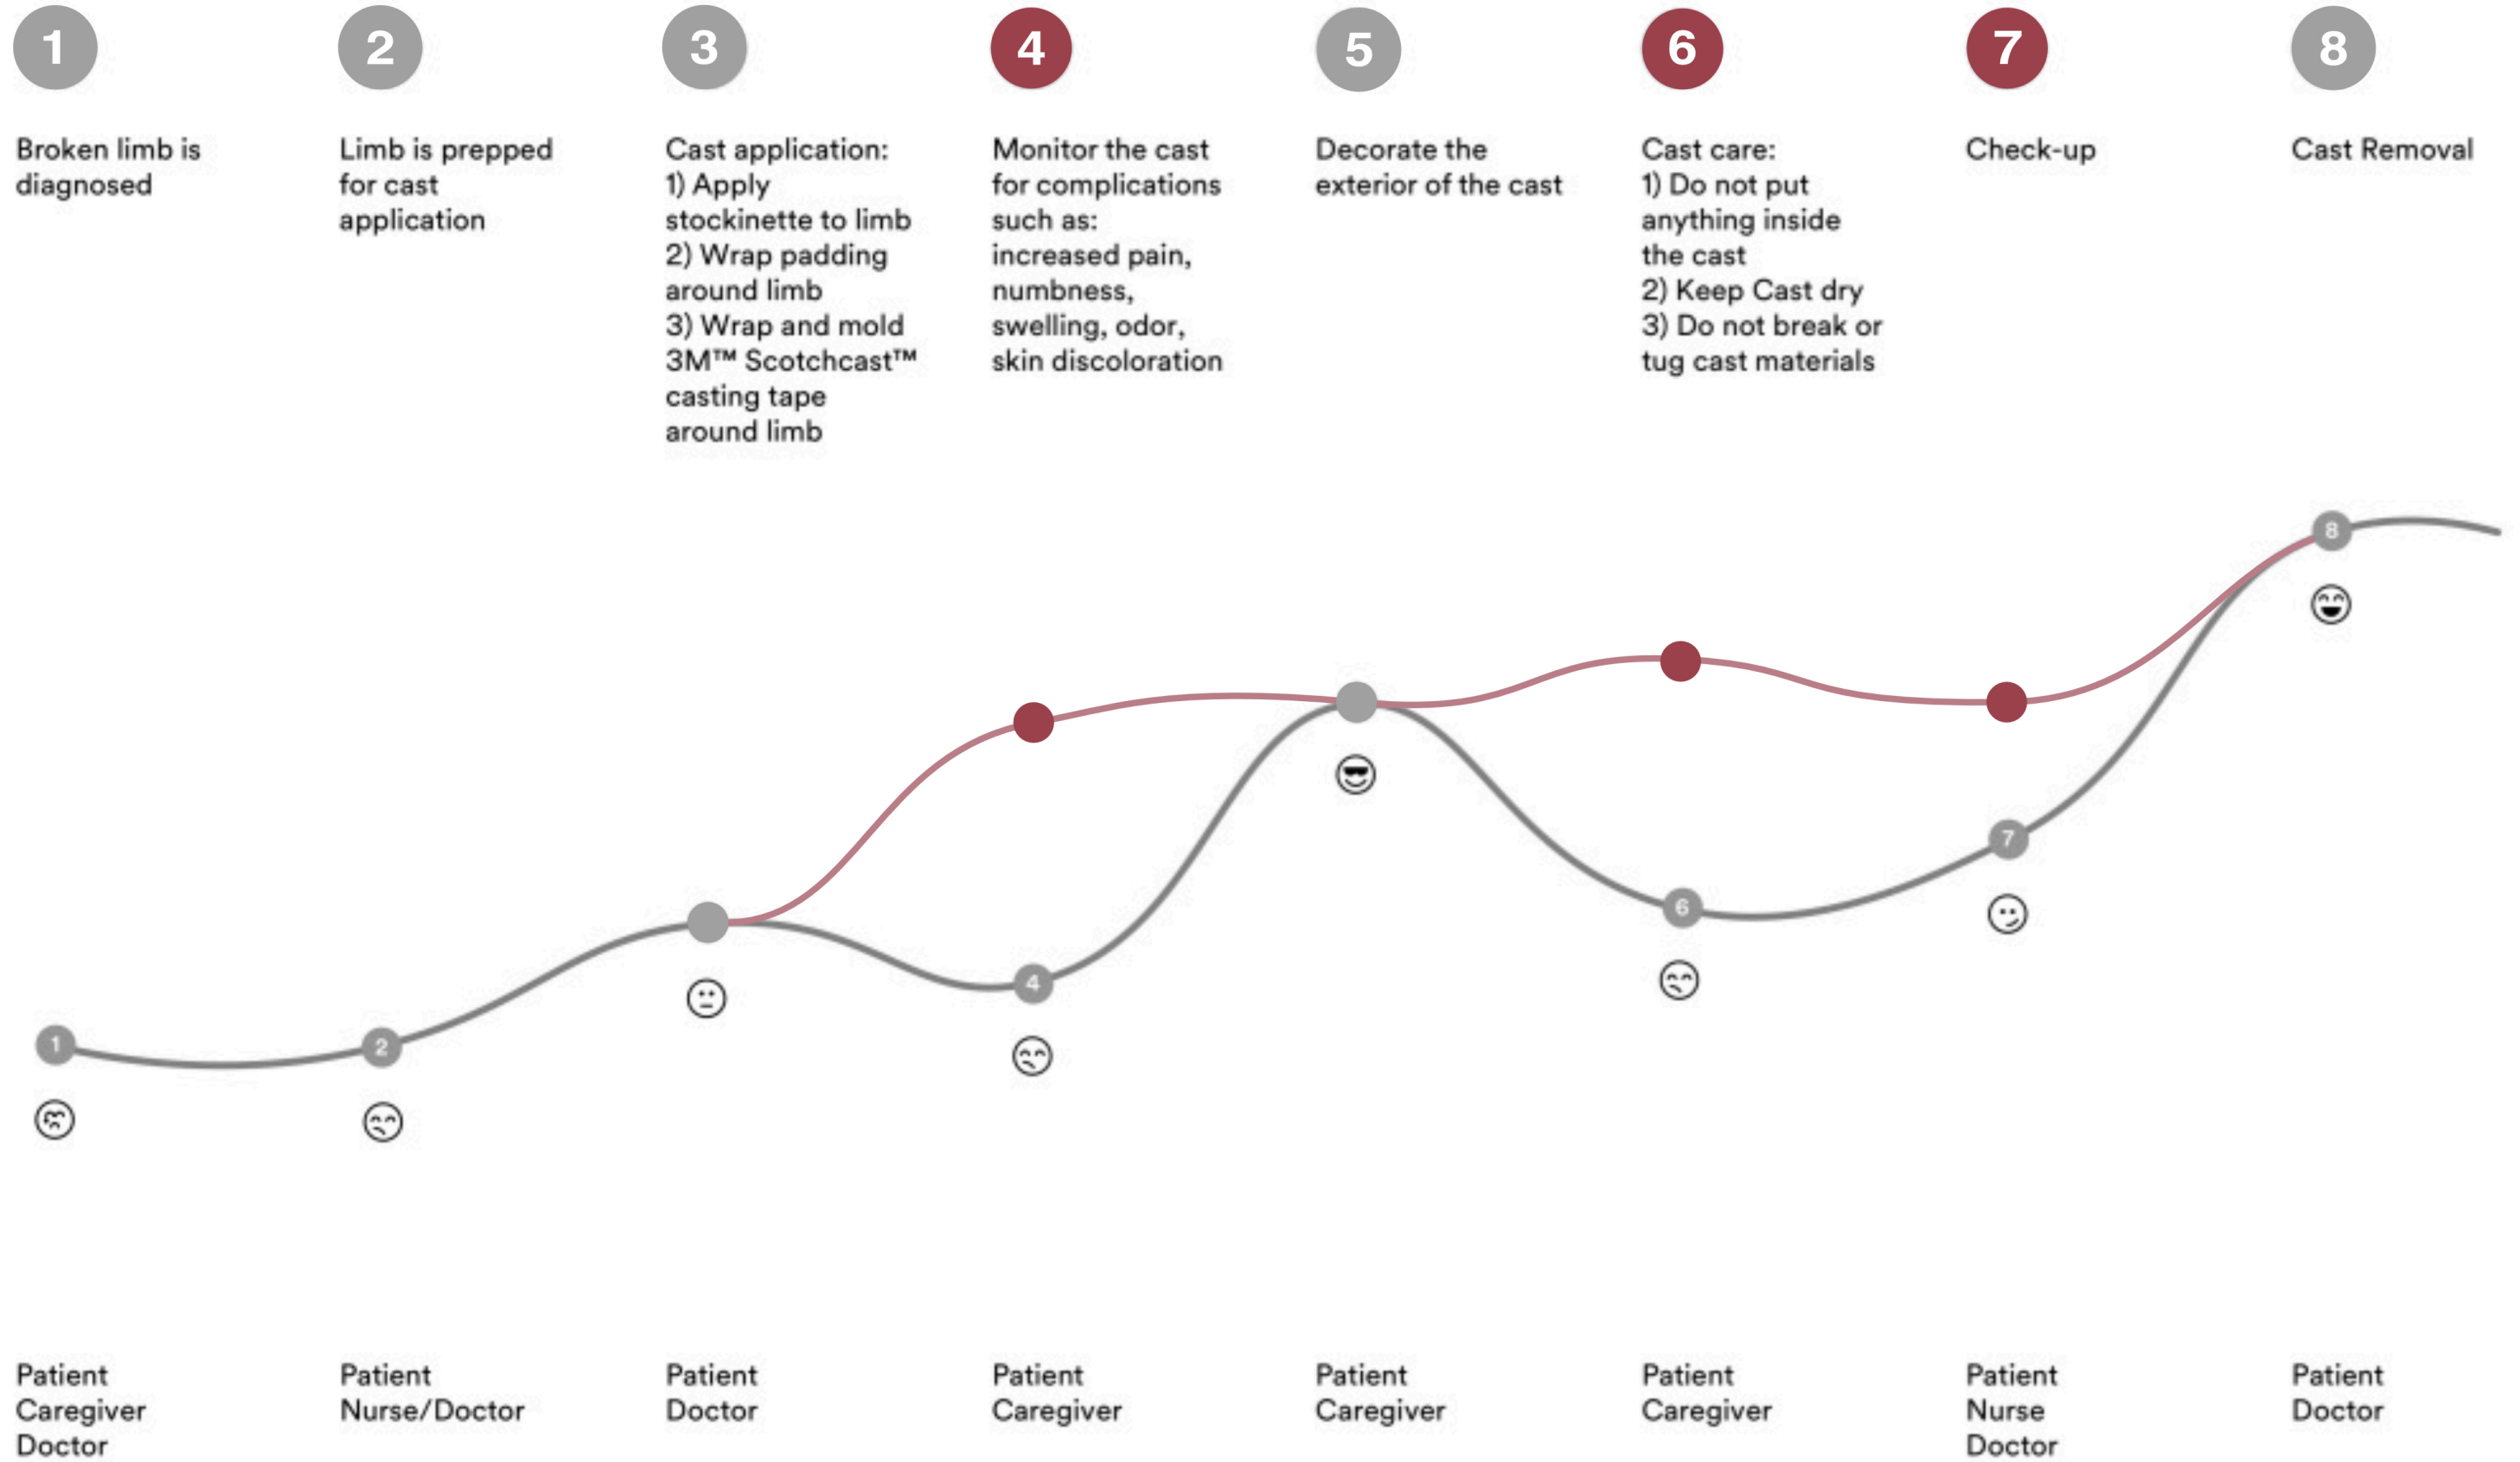 1
2
3
4
5
6
7
8
Broken limb is
diagnosed
Limb is prepped
for cast
application
Cast application:
1) Apply
stockinette to limb
2) Wrap padding
around limb
3) Wrap and mold
3M™ Scotchcast™
casting tape
around limb
Monitor the cast
for complications
such as:
increased pain,
numbness,
swelling, odor,
skin discoloration
Decorate the
exterior of the cast
Cast care:
1) Do not put
anything inside
the cast
2) Keep Cast dry
3) Do not break or
tug cast materials
Check-up
Cast Removal
1
2
4
6
7
8
Patient
Caregiver
Doctor
Patient
Nurse/Doctor
Patient
Doctor
Patient
Caregiver
Patient
Caregiver
Patient
Caregiver
Patient
Nurse
Doctor
Patient
Doctor